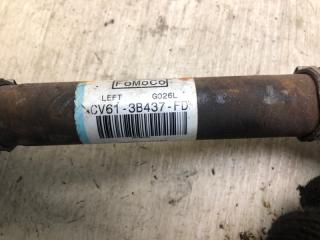 FoMoCo
LEFT G026L
CV61-3B437-FD